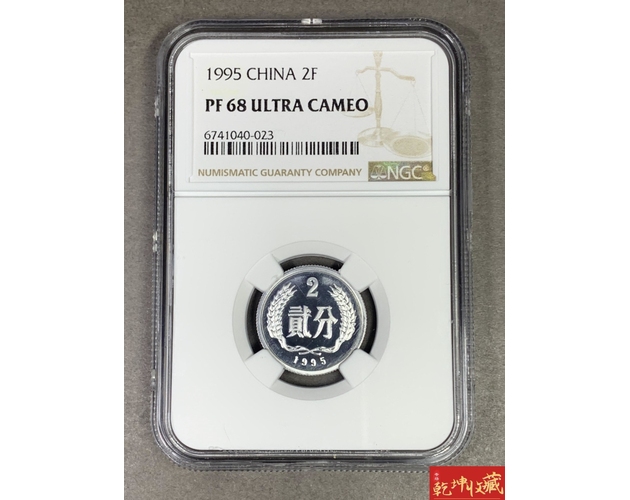 1995 CHINA 2F
PF 68 ULTRA CAMEO
6741040-023
NUMISMATIC GUARANTY COMPANY
NGC
2
貳分
1995
乾坤收藏